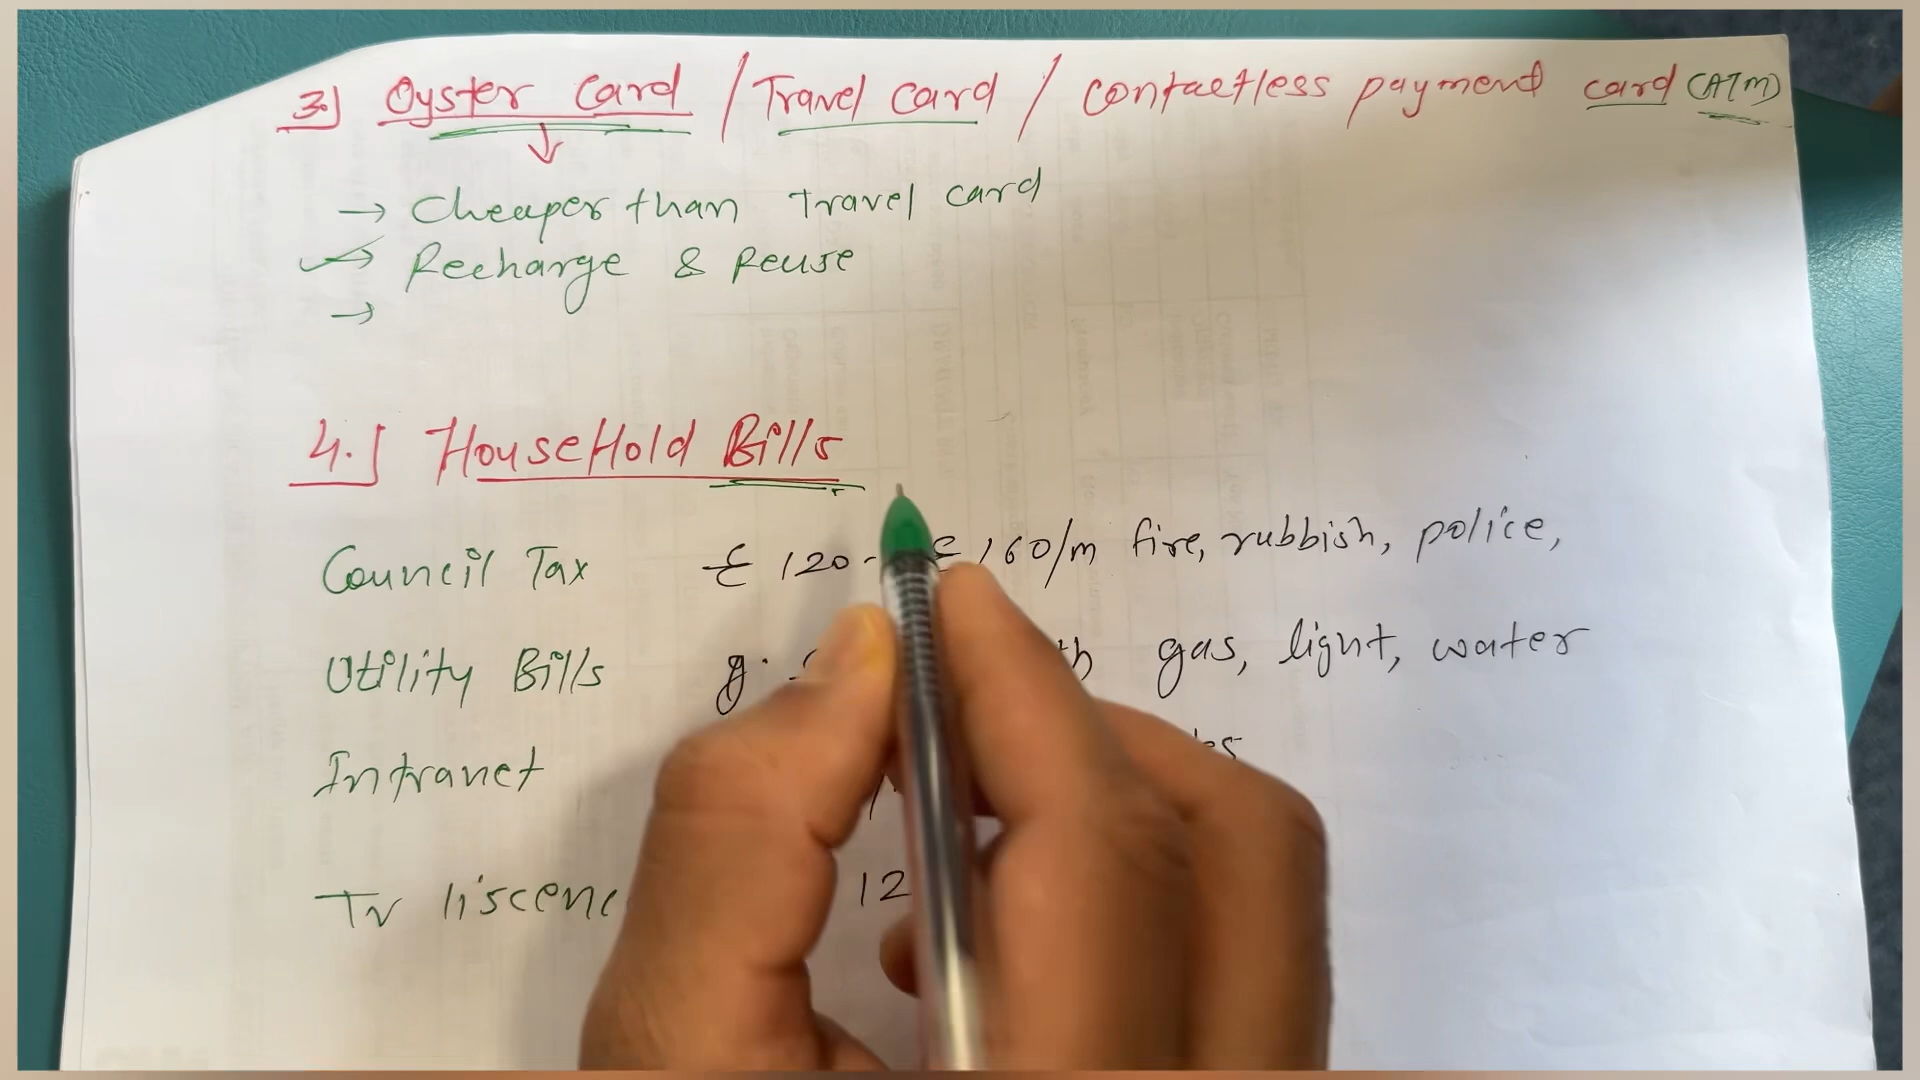 3.] Oyster Card / Travel Card / Contactless payment card (ATM)
→ Cheaper than Travel card
→ Recharge & Reuse
→
4.] HouseHold Bills
Council Tax £ 120 - £ 160/m fire, rubbish, police,
Utility Bills gas, light, water
Intranet
Tv 12